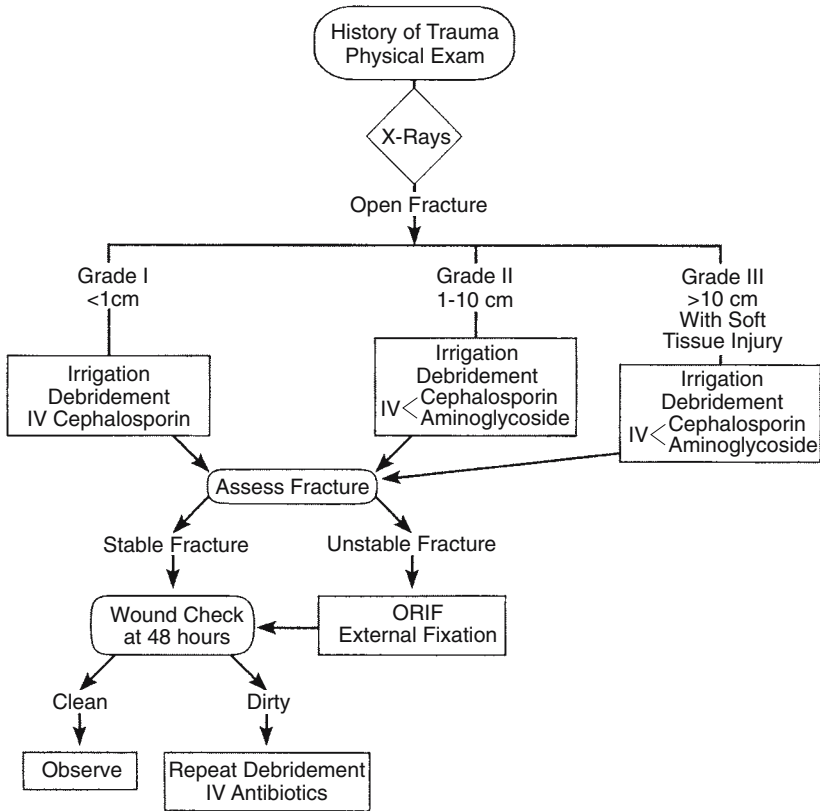 History of Trauma
Physical Exam
X-Rays
Open Fracture
Grade I
<1cm
Grade II
1-10 cm
Grade III
>10 cm
With Soft
Tissue Injury
Irrigation
Debridement
IV Cephalosporin
Irrigation
Debridement
IV < Cephalosporin
Aminoglycoside
Irrigation
Debridement
IV < Cephalosporin
Aminoglycoside
Assess Fracture
Stable Fracture
Unstable Fracture
Wound Check
at 48 hours
ORIF
External Fixation
Clean
Dirty
Observe
Repeat Debridement
IV Antibiotics